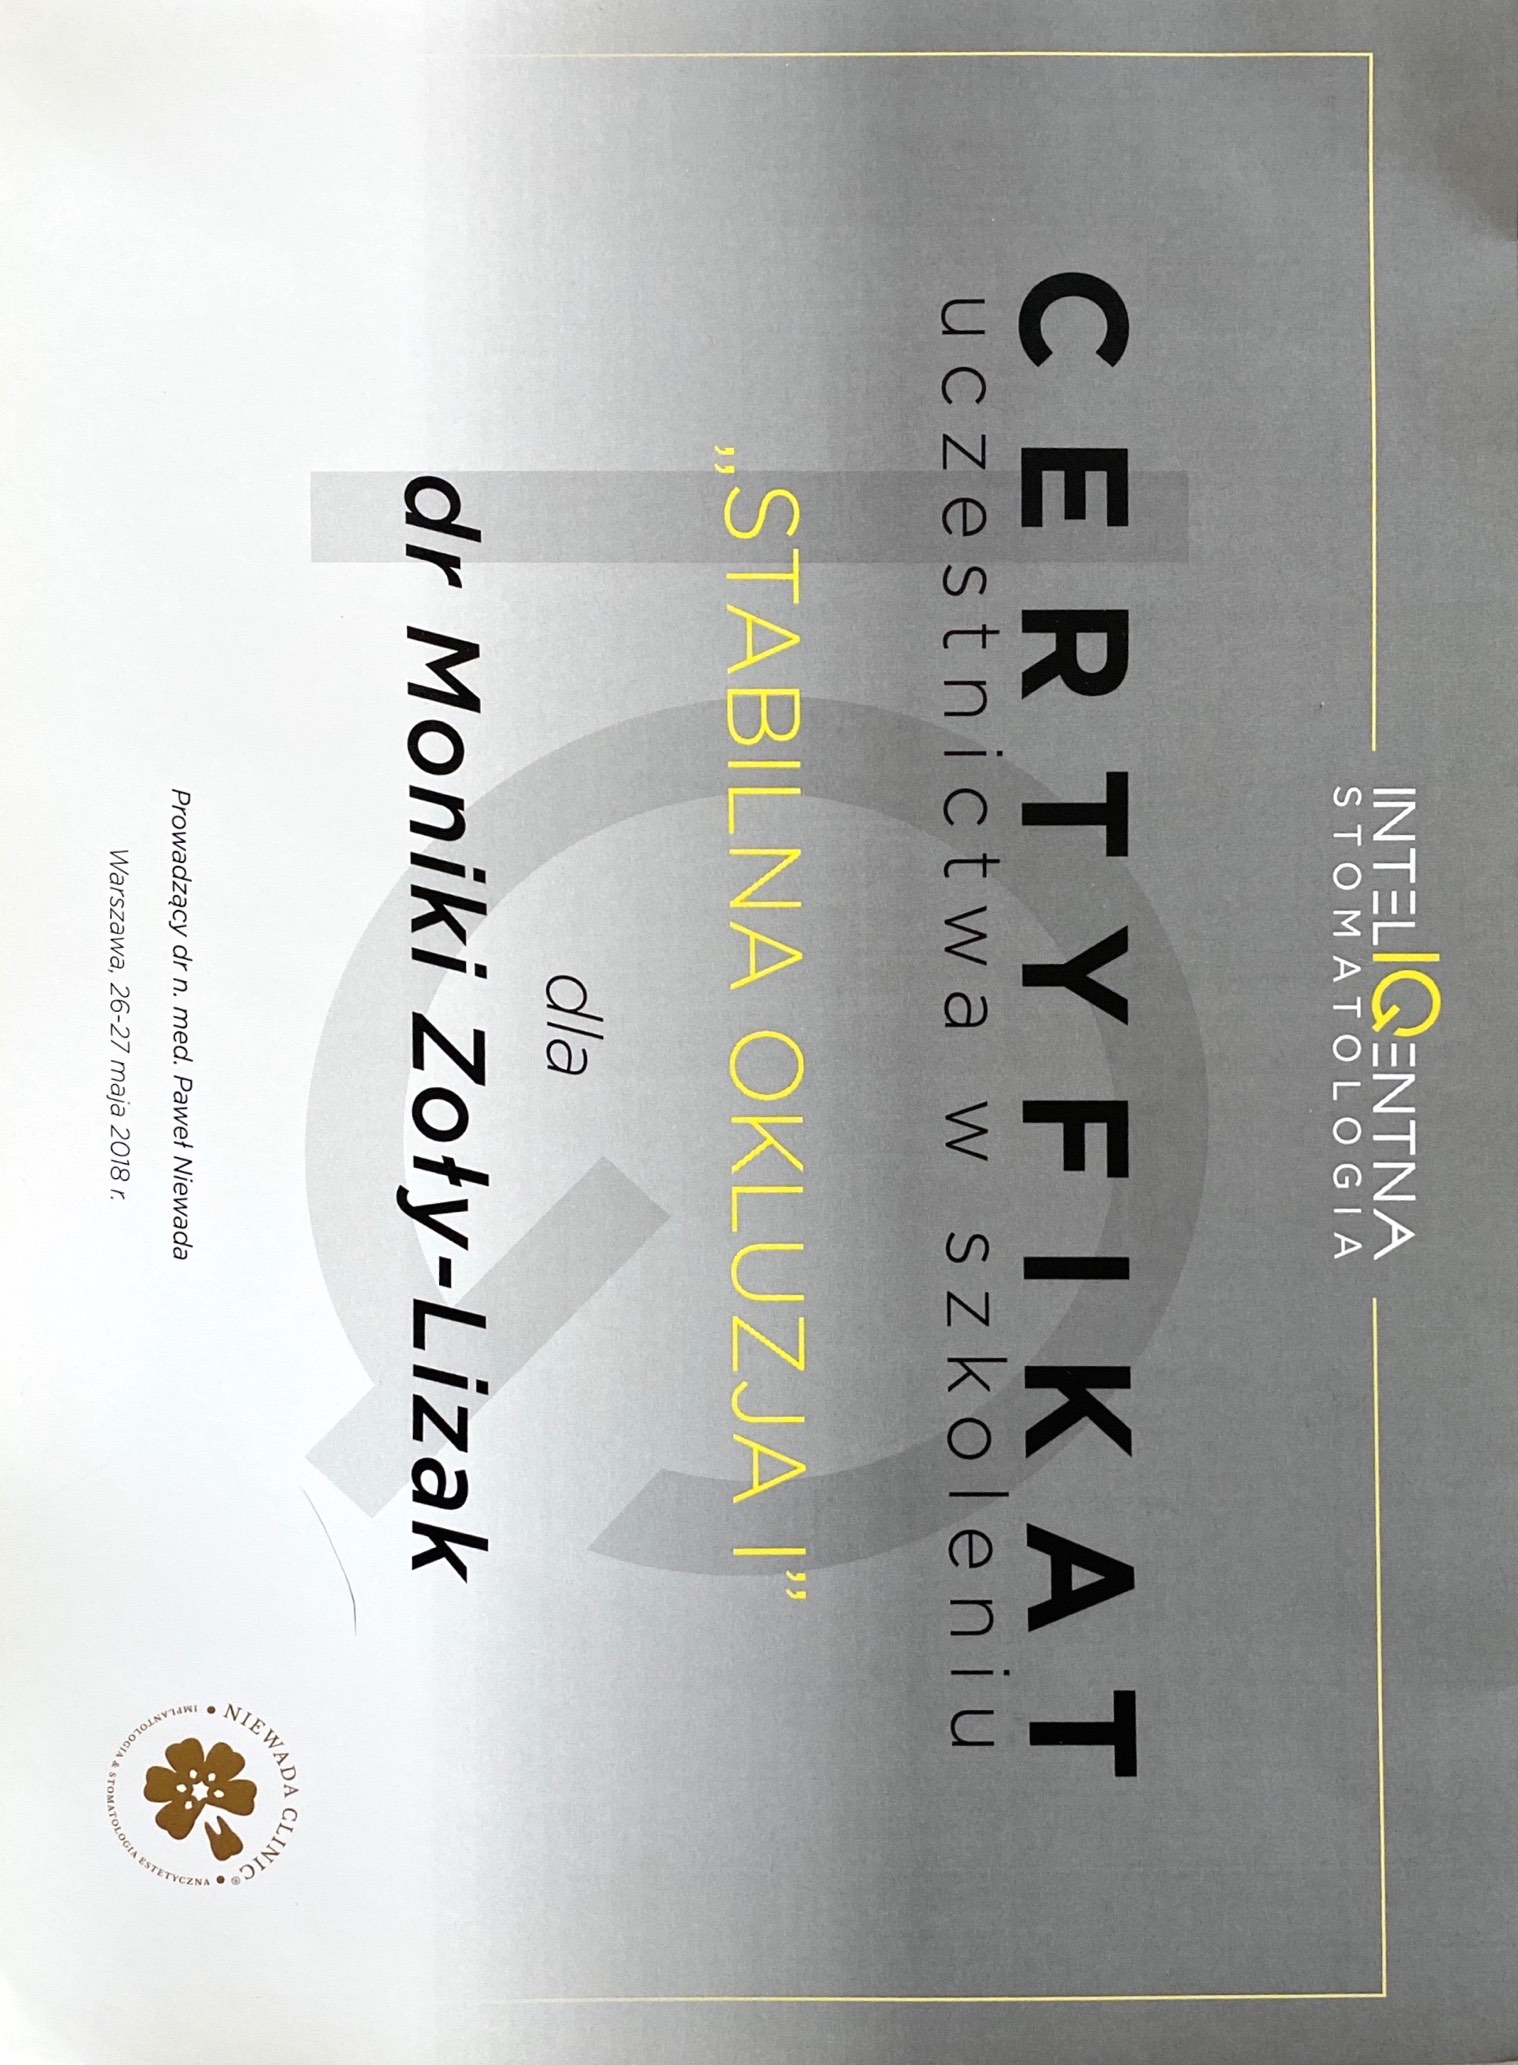 INTELIQENTNA
STOMATOLOGIA
CERTYFIKAT
uczestnictwa w szkoleniu
„STABILNA OKLUZJA I”
dla
dr Moniki Zoły-Lizak
Prowadzący dr n. med. Paweł Niewada
Warszawa, 26-27 maja 2018 r.
• NIEWADA CLINIC® •
IMPLANTOLOGIA & STOMATOLOGIA ESTETYCZNA